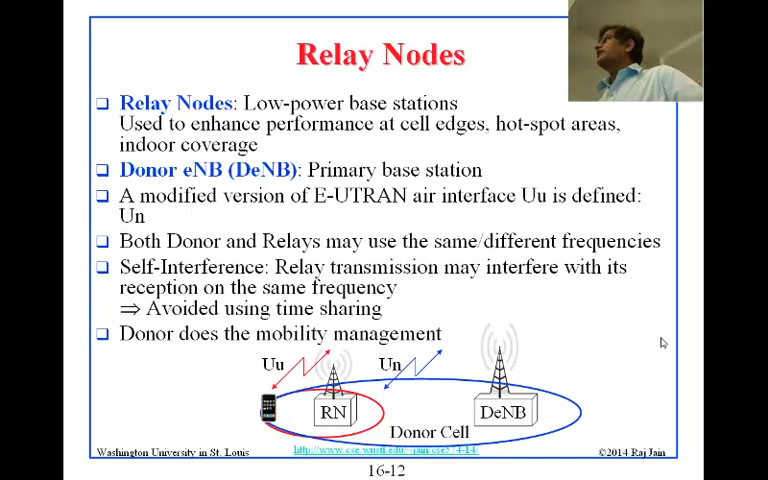 Relay Nodes
Relay Nodes: Low-power base stations
Used to enhance performance at cell edges, hot-spot areas,
indoor coverage
Donor eNB (DeNB): Primary base station
A modified version of E-UTRAN air interface Uu is defined:
Un
Both Donor and Relays may use the same/different frequencies
Self-Interference: Relay transmission may interfere with its
reception on the same frequency
⇒ Avoided using time sharing
Donor does the mobility management
Uu
Un
RN
DeNB
Donor Cell
Washington University in St. Louis
http://www.cse.wustl.edu/~jain/cse574-14/
©2014 Raj Jain
16-12